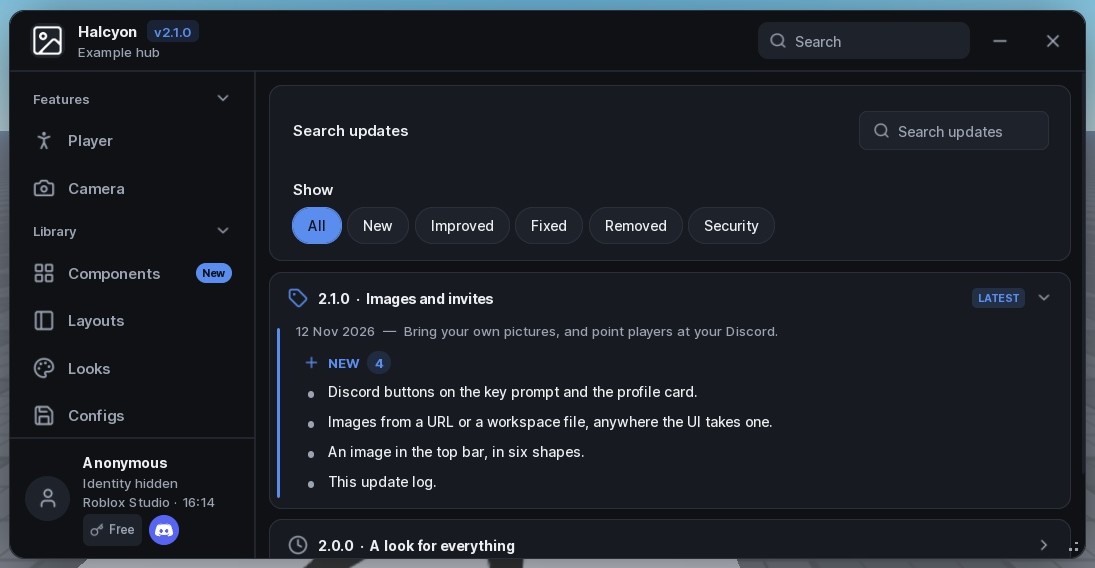 Halcyon v2.1.0
Example hub
Search
Features
Player
Camera
Library
Components New
Layouts
Looks
Configs
Anonymous
Identity hidden
Roblox Studio · 16:14
Free
Search updates
Search updates
Show
All New Improved Fixed Removed Security
2.1.0 · Images and invites LATEST
12 Nov 2026 — Bring your own pictures, and point players at your Discord.
NEW 4
Discord buttons on the key prompt and the profile card.
Images from a URL or a workspace file, anywhere the UI takes one.
An image in the top bar, in six shapes.
This update log.
2.0.0 · A look for everything